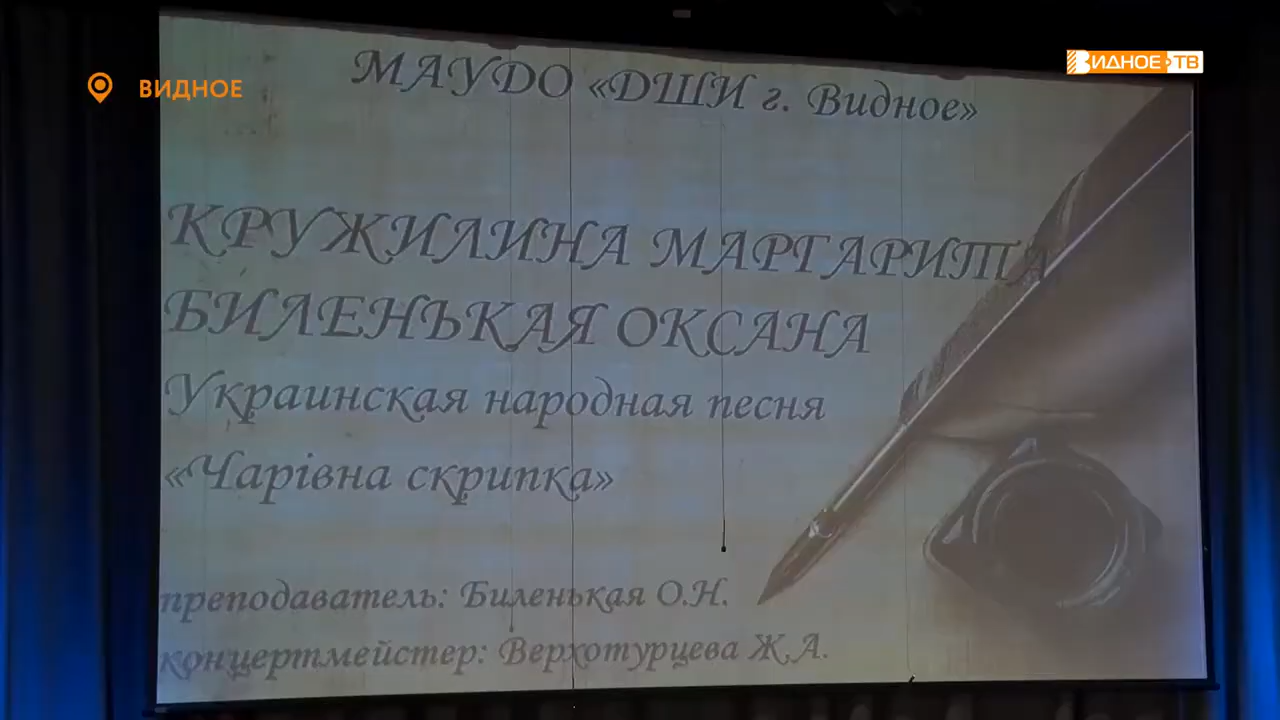 ВИДНОЕ
ВИДНОЕ ТВ
МАУДО «ДШИ г. Видное»
КРУЖИЛИНА МАРГАРИТА
БИЛЕНЬКАЯ ОКСАНА
Украинская народная песня
«Чарівна скрипка»
преподаватель: Биленькая О.Н.
концертмейстер: Верхотурцева Ж.А.